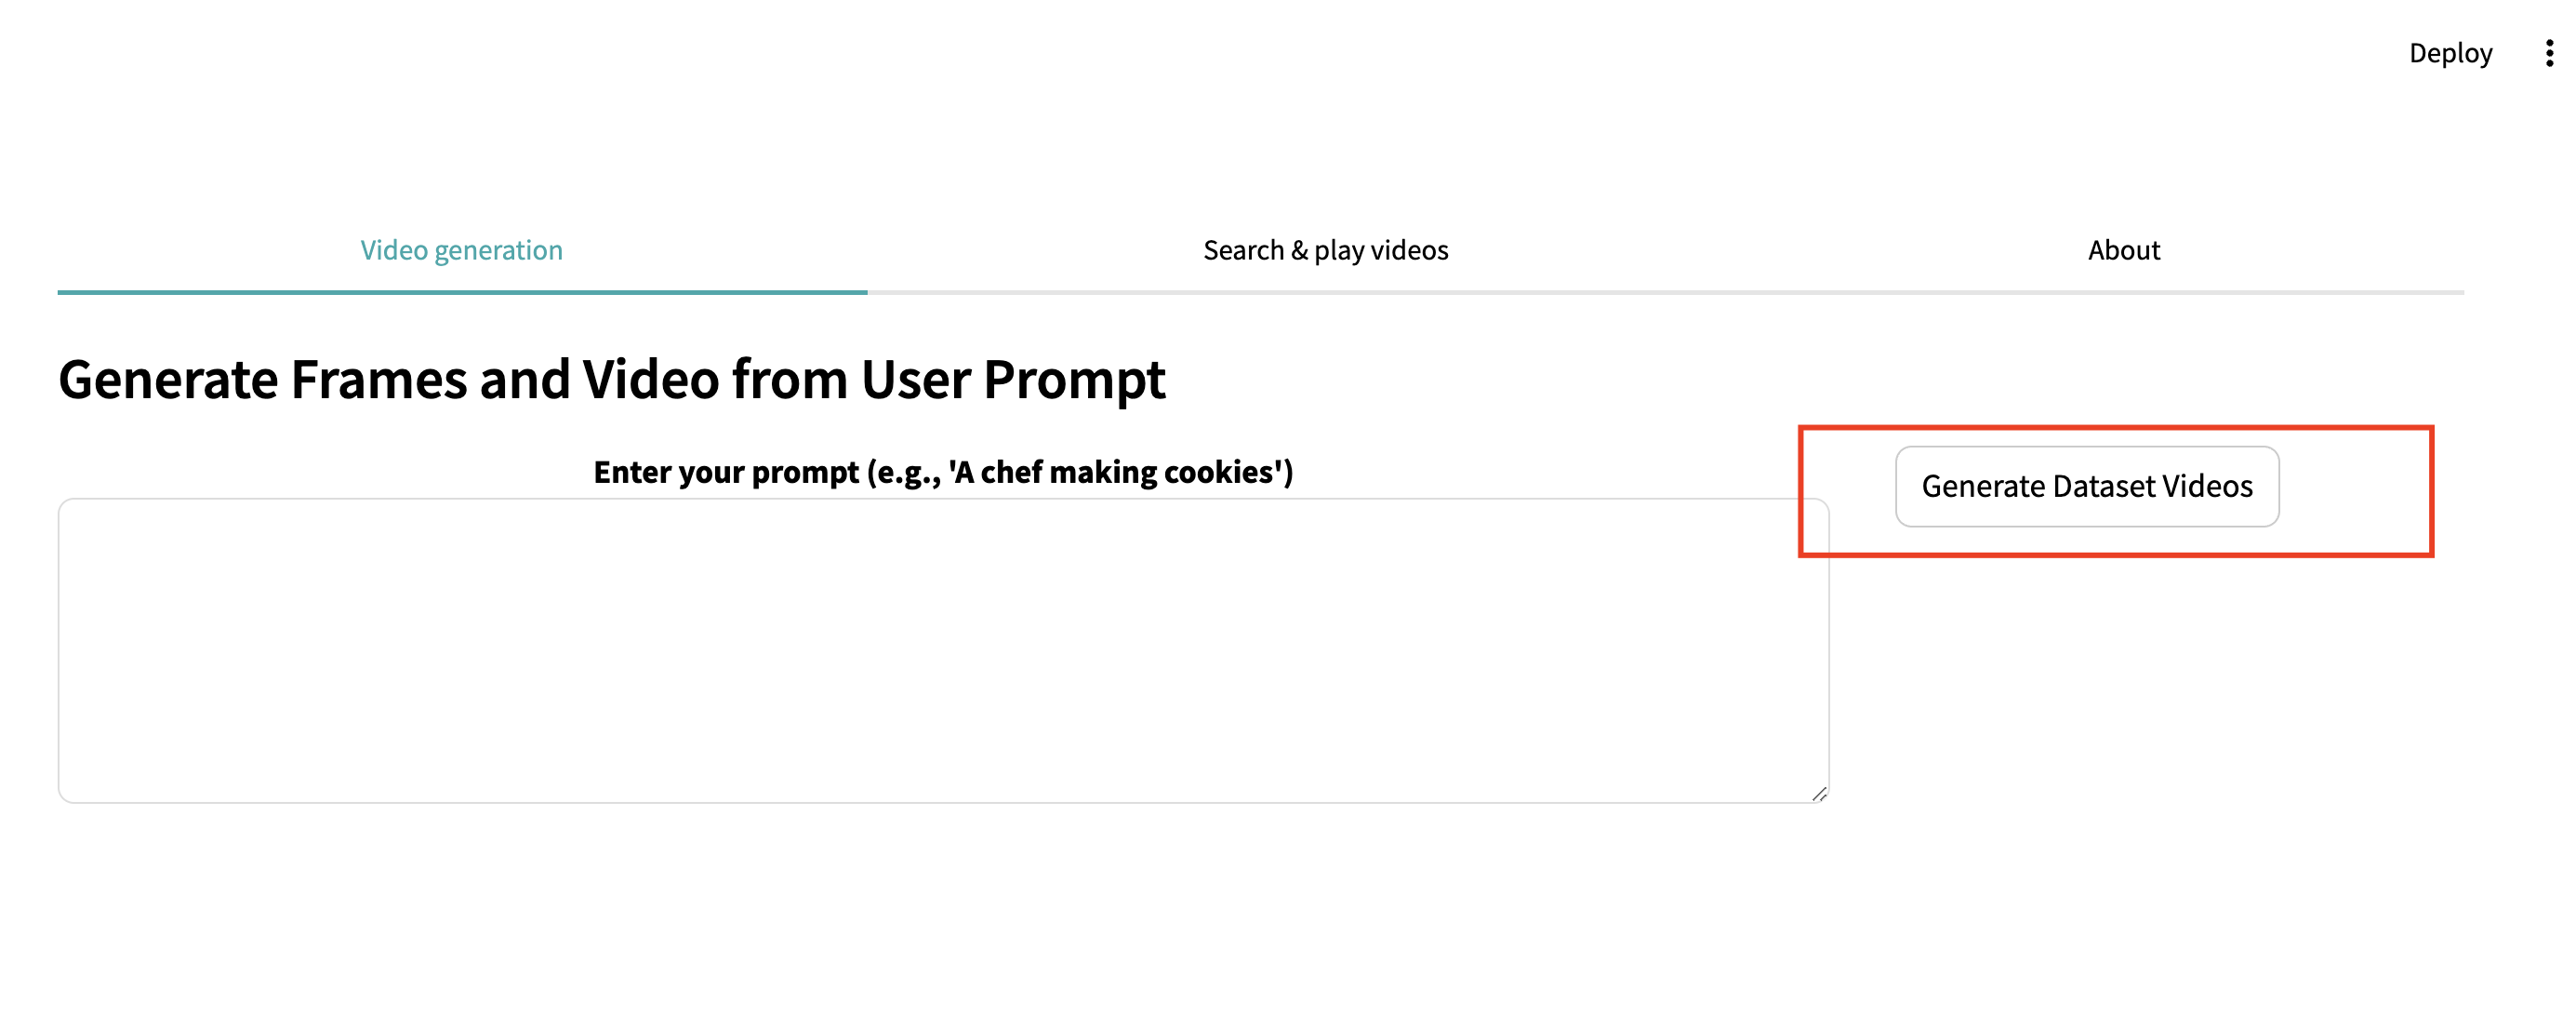 Deploy
Video generation
Search & play videos
About
Generate Frames and Video from User Prompt
Enter your prompt (e.g., 'A chef making cookies')
Generate Dataset Videos